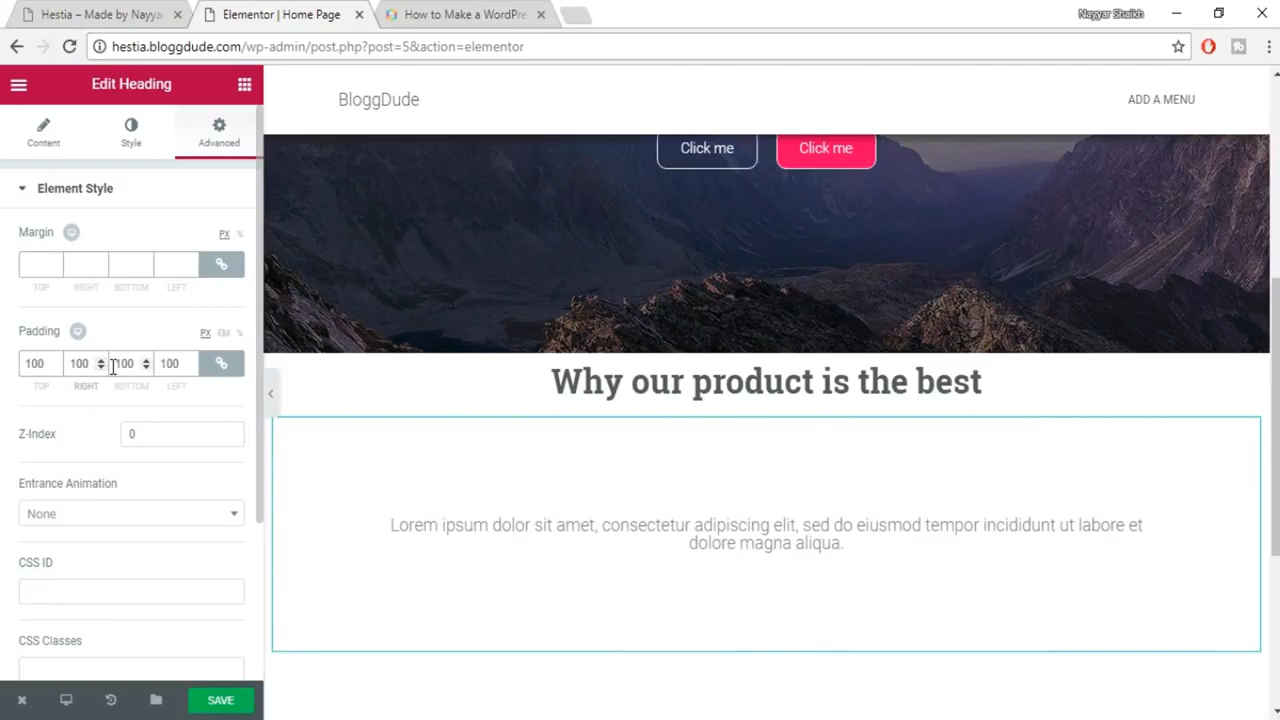 Hestia – Made by Nayya
Elementor | Home Page
How to Make a WordPre
Nayyar Shaikh
hestia.bloggdude.com/wp-admin/post.php?post=5&action=elementor
Edit Heading
Content
Style
Advanced
Element Style
Margin
PX %
TOP RIGHT BOTTOM LEFT
Padding
PX EM %
100 100 100 100
TOP RIGHT BOTTOM LEFT
Z-Index
0
Entrance Animation
None
CSS ID
CSS Classes
SAVE
BloggDude
ADD A MENU
Click me
Click me
Why our product is the best
Lorem ipsum dolor sit amet, consectetur adipiscing elit, sed do eiusmod tempor incididunt ut labore et
dolore magna aliqua.